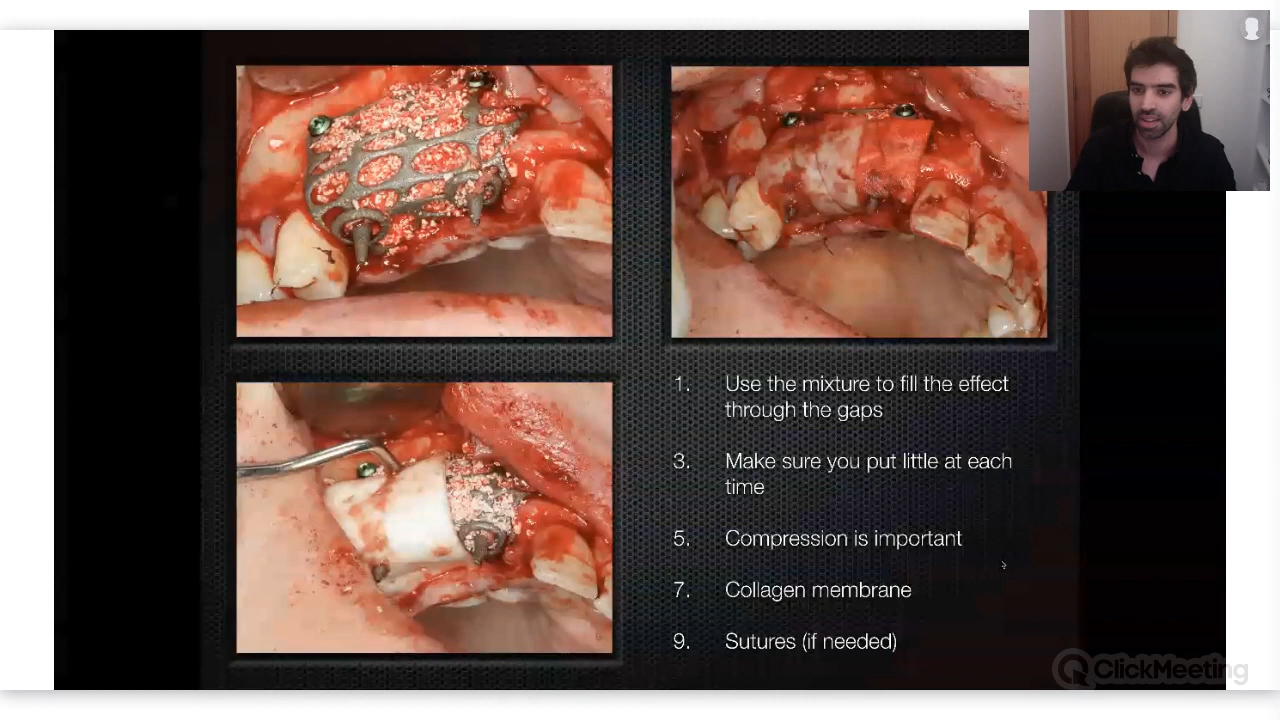 1. Use the mixture to fill the effect
through the gaps
3. Make sure you put little at each
time
5. Compression is important
7. Collagen membrane
9. Sutures (if needed)
ClickMeeting